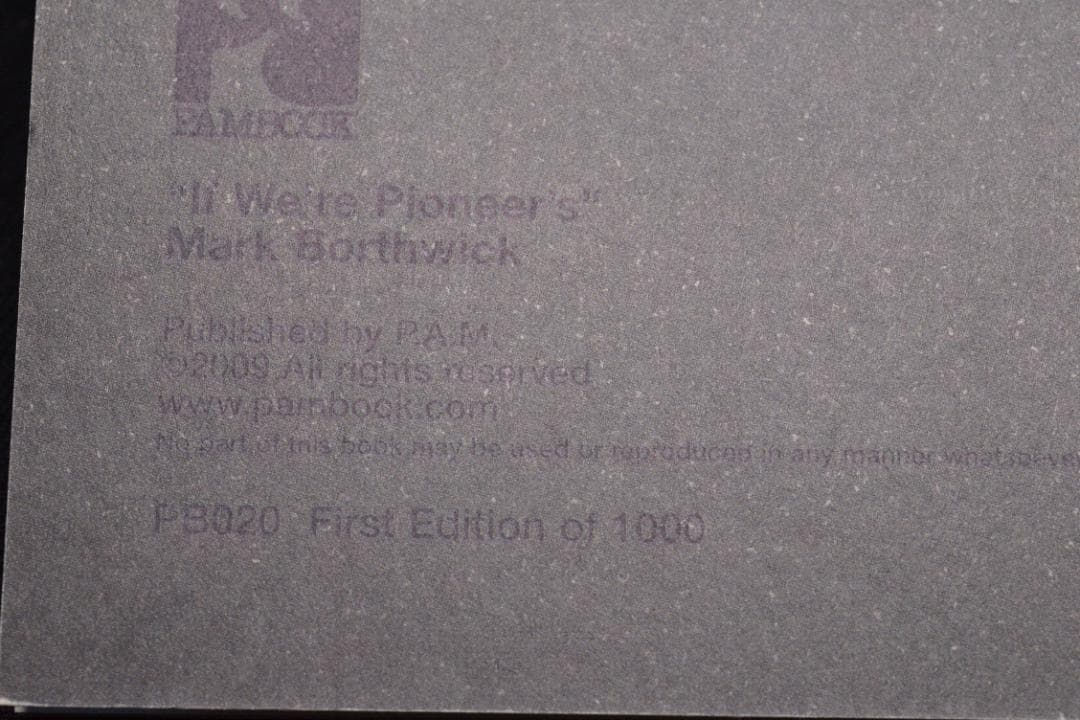 PAMBOOK
"If We're Pioneer's"
Mark Borthwick
Published by P.A.M.
©2009 All rights reserved
www.pambook.com
No part of this book may be used or reproduced in any manner whatsoever
PB020 First Edition of 1000